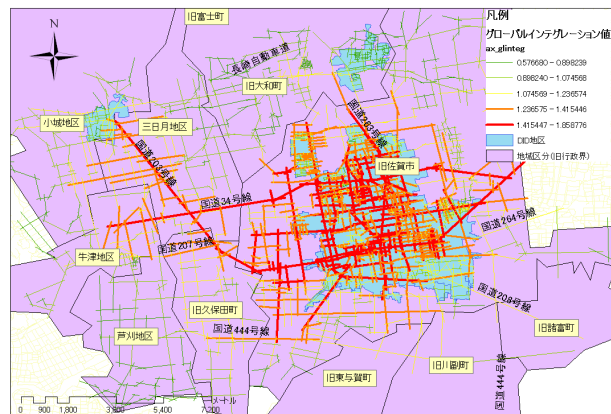 N
旧富士町
長崎自動車道
旧大和町
小城地区
三日月地区
国道203号線
国道263号線
旧佐賀市
国道34号線
国道264号線
牛津地区
国道207号線
国道208号線
旧久保田町
芦刈地区
国道444号線
旧諸富町
旧川副町
旧東与賀町
国道444号線
0 900 1,800 3,600 5,400 7,200
メートル
凡例
グローバルインテグレーション値
ax_glinteg
0.576680 - 0.898239
0.898240 - 1.074568
1.074569 - 1.236574
1.236575 - 1.415446
1.415447 - 1.858776
DID地区
地域区分(旧行政界)